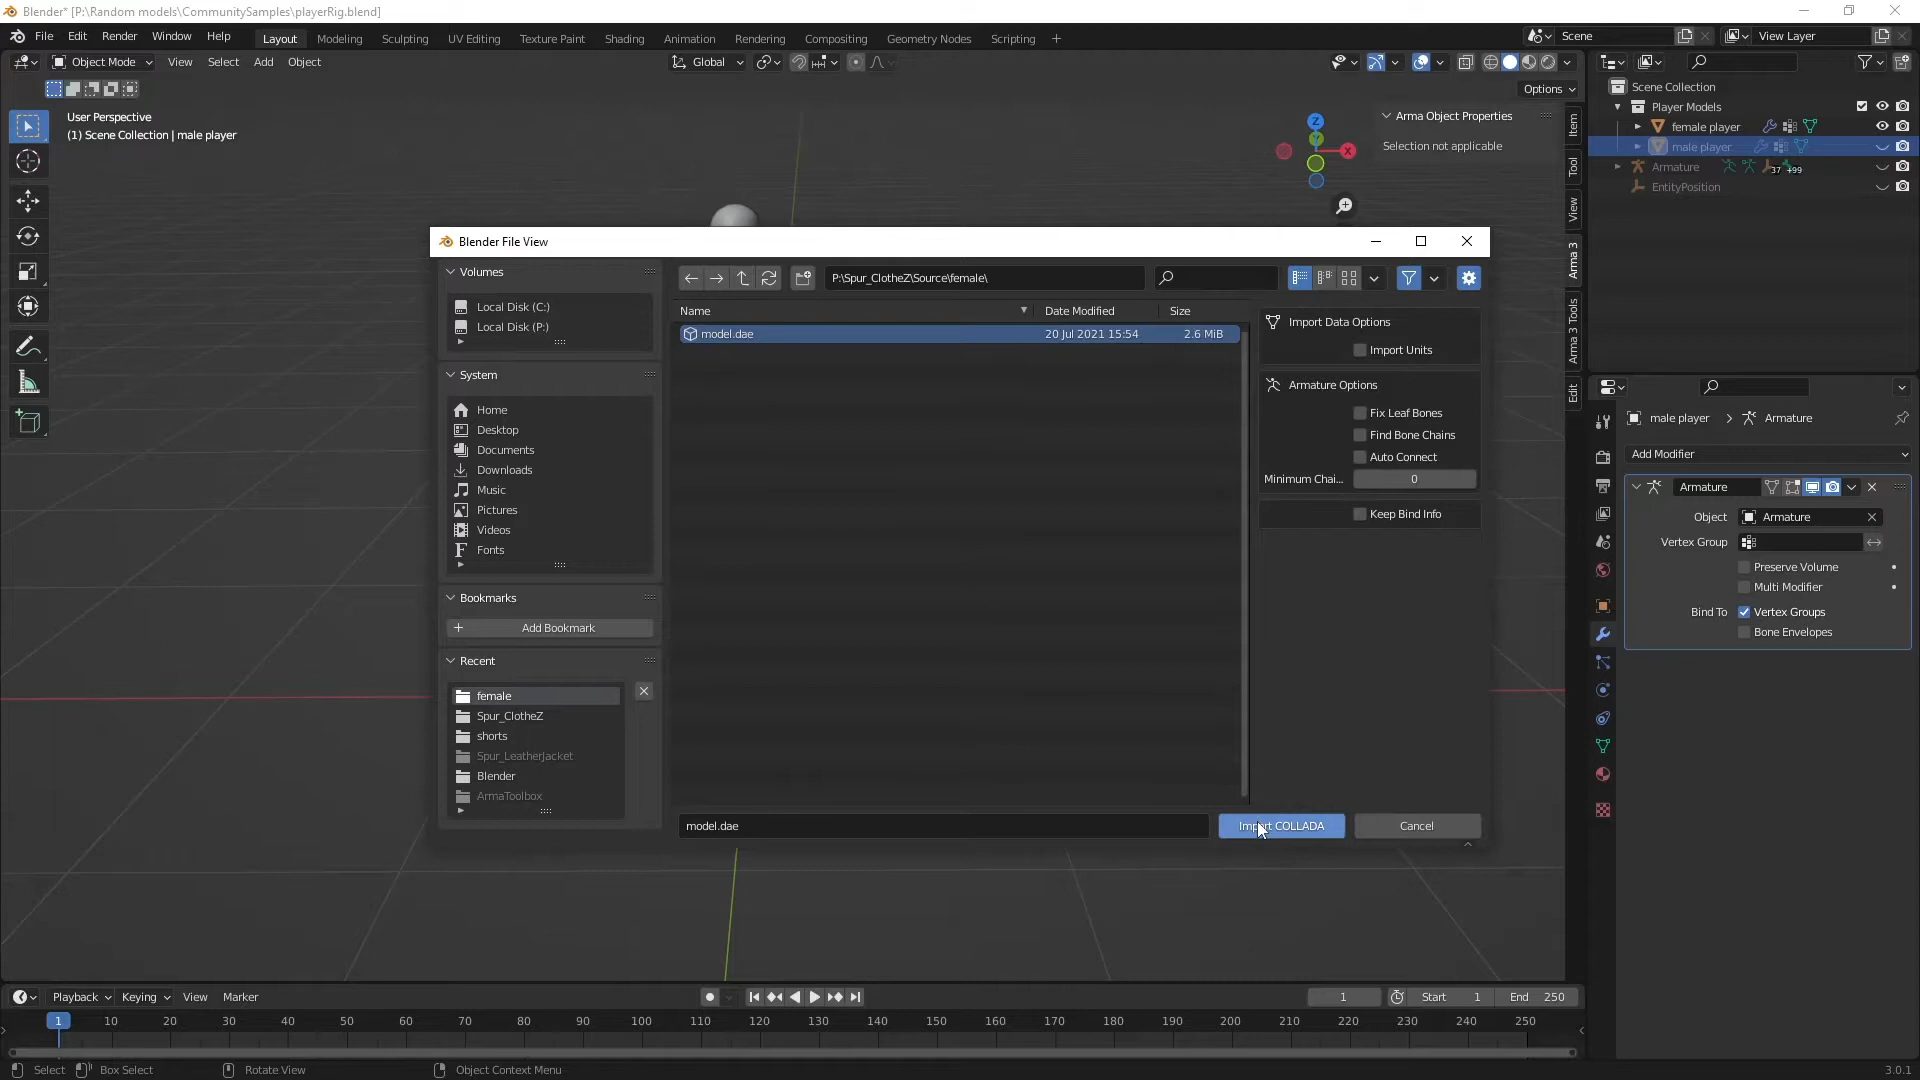 Blender* [P:\Random models\CommunitySamples\playerRig.blend]
File Edit Render Window Help
Layout Modeling Sculpting UV Editing Texture Paint Shading Animation Rendering Compositing Geometry Nodes Scripting +
Scene View Layer
Object Mode View Select Add Object
Global
Options
User Perspective
(1) Scene Collection | male player
Z
Y
X
Arma Object Properties
Selection not applicable
Item
Tool
View
Arma 3
Arma 3 Tools
Edit
Scene Collection
Player Models
female player
male player
Armature 37 +99
EntityPosition
Blender File View
Volumes
Local Disk (C:)
Local Disk (P:)
System
Home
Desktop
Documents
Downloads
Music
Pictures
Videos
Fonts
Bookmarks
Add Bookmark
Recent
female
Spur_ClotheZ
shorts
Spur_LeatherJacket
Blender
ArmaToolbox
P:\Spur_ClotheZ\Source\female\
Name Date Modified Size
model.dae 20 Jul 2021 15:54 2.6 MiB
Import Data Options
Import Units
Armature Options
Fix Leaf Bones
Find Bone Chains
Auto Connect
Minimum Chai... 0
Keep Bind Info
model.dae
Import COLLADA Cancel
male player > Armature
Add Modifier
Armature
Object Armature
Vertex Group
Preserve Volume
Multi Modifier
Bind To Vertex Groups
Bone Envelopes
Playback Keying View Marker
1 Start 1 End 250
1 10 20 30 40 50 60 70 80 90 100 110 120 130 140 150 160 170 180 190 200 210 220 230 240 250
Select Box Select Rotate View Object Context Menu
3.0.1